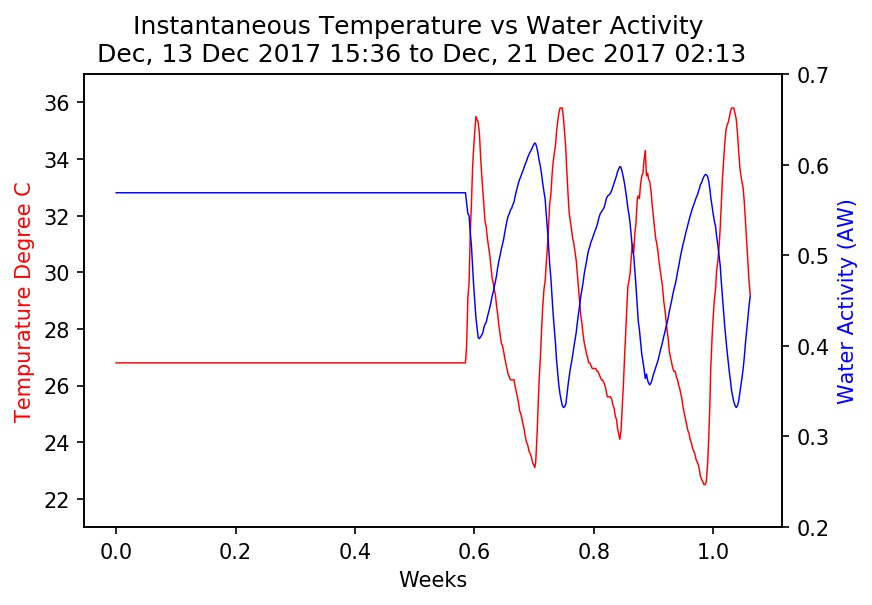 Instantaneous Temperature vs Water Activity
Dec, 13 Dec 2017 15:36 to Dec, 21 Dec 2017 02:13
Tempurature Degree C
36
34
32
30
28
26
24
22
0.7
0.6
0.5
0.4
0.3
0.2
Water Activity (AW)
0.0 0.2 0.4 0.6 0.8 1.0
Weeks